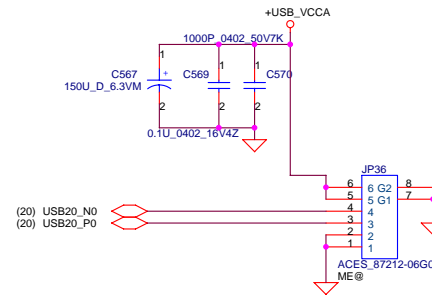 +USB_VCCA
1000P_0402_50V7K
1 1 1
C567 + C569 C570
150U_D_6.3VM
2 2 2
0.1U_0402_16V4Z
JP36
6 6 G2 8
5 5 G1 7
(20) USB20_N0 4 4
(20) USB20_P0 3 3
2 2
1 1
ACES_87212-06G0
ME@